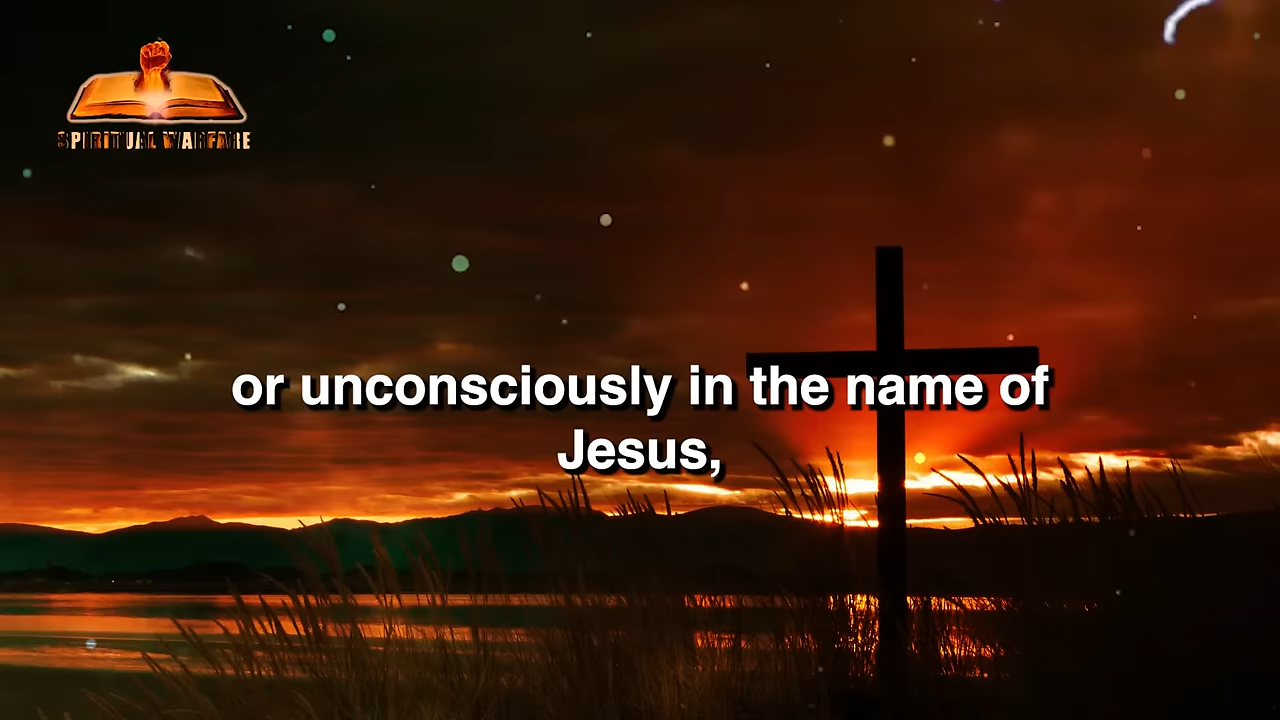 SPIRITUAL WARFARE
or unconsciously in the name of
Jesus,